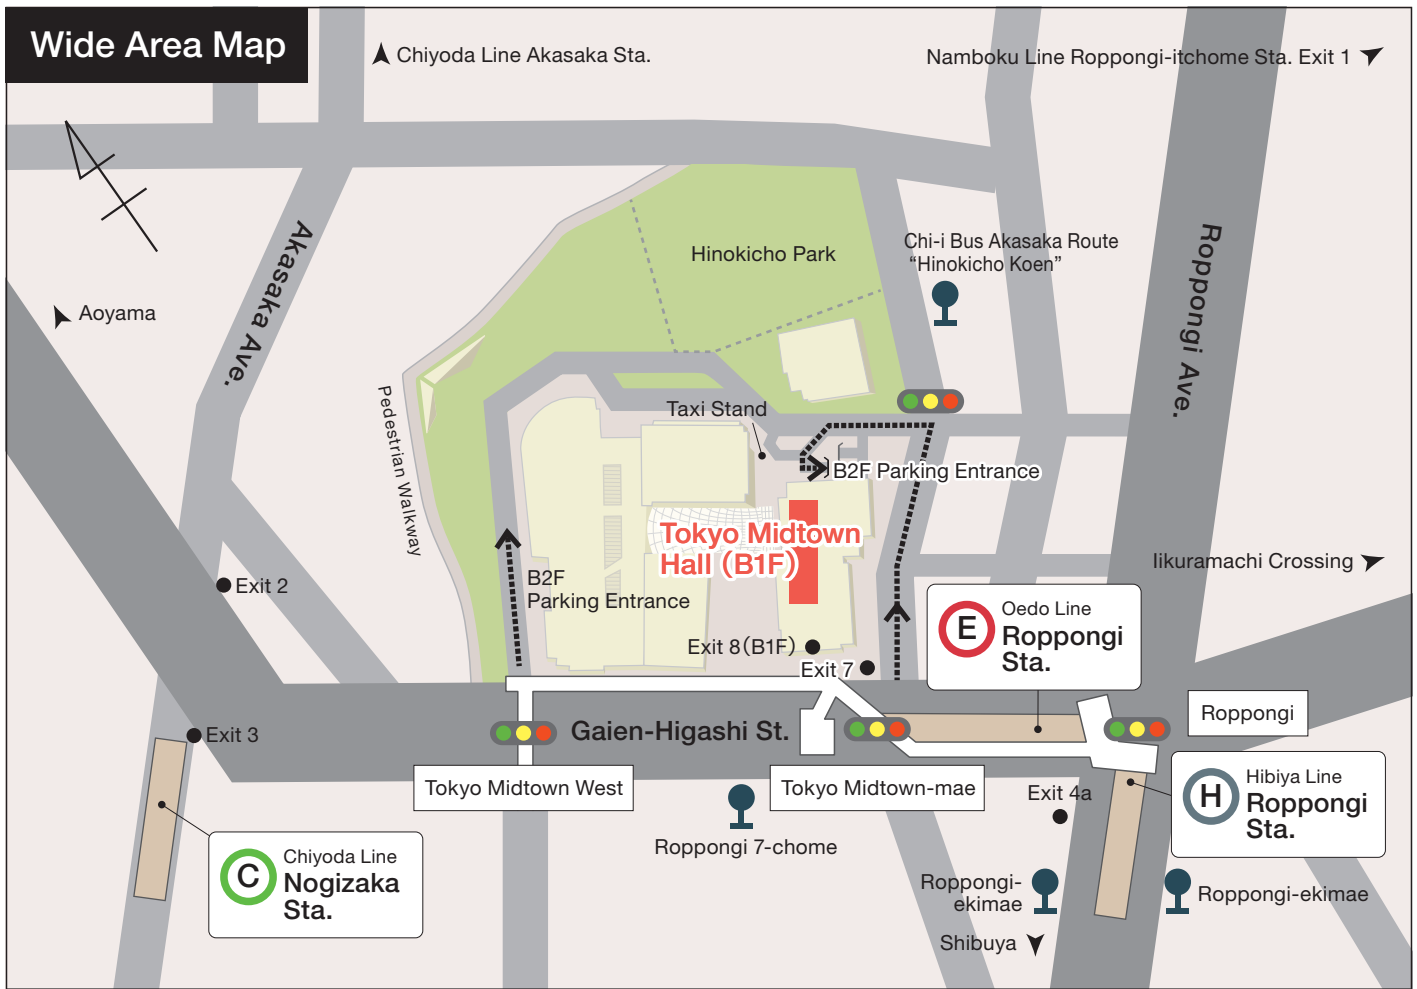 Wide Area Map
Chiyoda Line Akasaka Sta.
Namboku Line Roppongi-itchome Sta. Exit 1
Akasaka Ave.
Aoyama
Hinokicho Park
Chi-i Bus Akasaka Route
“Hinokicho Koen”
Roppongi Ave.
Pedestrian Walkway
Taxi Stand
B2F Parking Entrance
Tokyo Midtown
Hall (B1F)
B2F
Parking Entrance
Iikuramachi Crossing
Exit 2
E
Oedo Line
Roppongi
Sta.
Exit 8(B1F)
Exit 7
Exit 3
Gaien-Higashi St.
Roppongi
Tokyo Midtown West
Tokyo Midtown-mae
Exit 4a
H
Hibiya Line
Roppongi
Sta.
Roppongi 7-chome
C
Chiyoda Line
Nogizaka
Sta.
Roppongi-
ekimae
Roppongi-ekimae
Shibuya